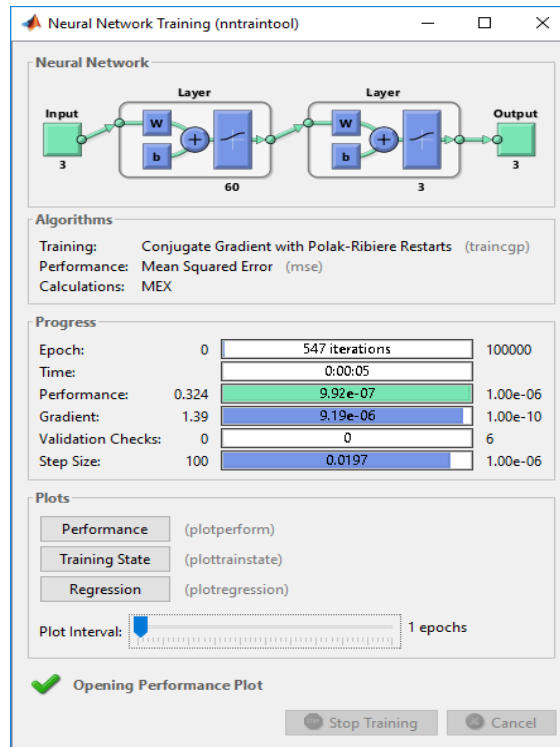 Neural Network Training (nntraintool)
Neural Network
Layer Layer
Input Output
W W
b b
3 3
60 3
Algorithms
Training: Conjugate Gradient with Polak-Ribiere Restarts (traincgp)
Performance: Mean Squared Error (mse)
Calculations: MEX
Progress
Epoch: 0 547 iterations 100000
Time: 0:00:05
Performance: 0.324 9.92e-07 1.00e-06
Gradient: 1.39 9.19e-06 1.00e-10
Validation Checks: 0 0 6
Step Size: 100 0.0197 1.00e-06
Plots
Performance (plotperform)
Training State (plottrainstate)
Regression (plotregression)
Plot Interval: 1 epochs
Opening Performance Plot
Stop Training Cancel